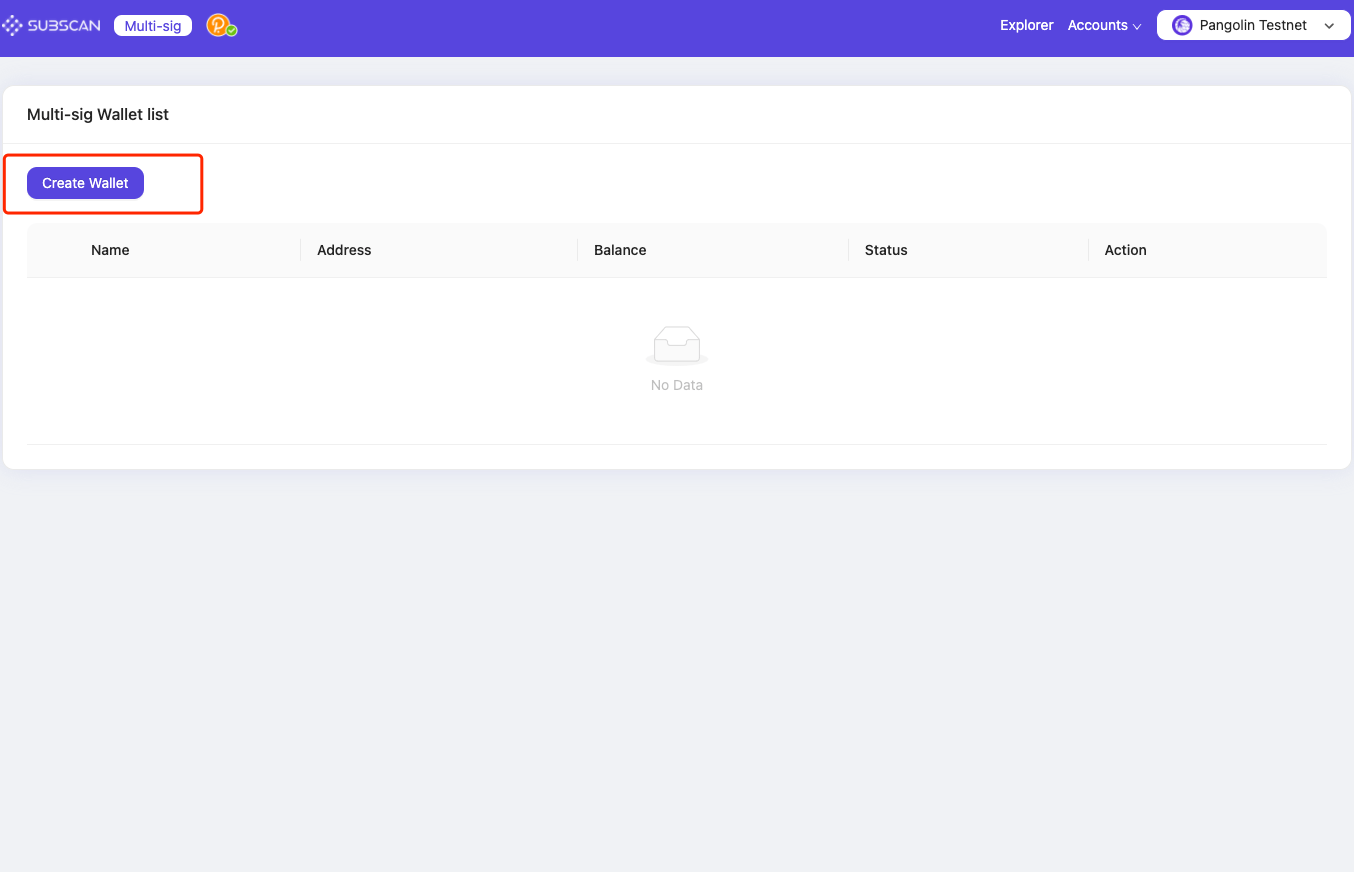 SUBSCAN Multi-sig Explorer Accounts Pangolin Testnet
Multi-sig Wallet list
Create Wallet
Name Address Balance Status Action
No Data